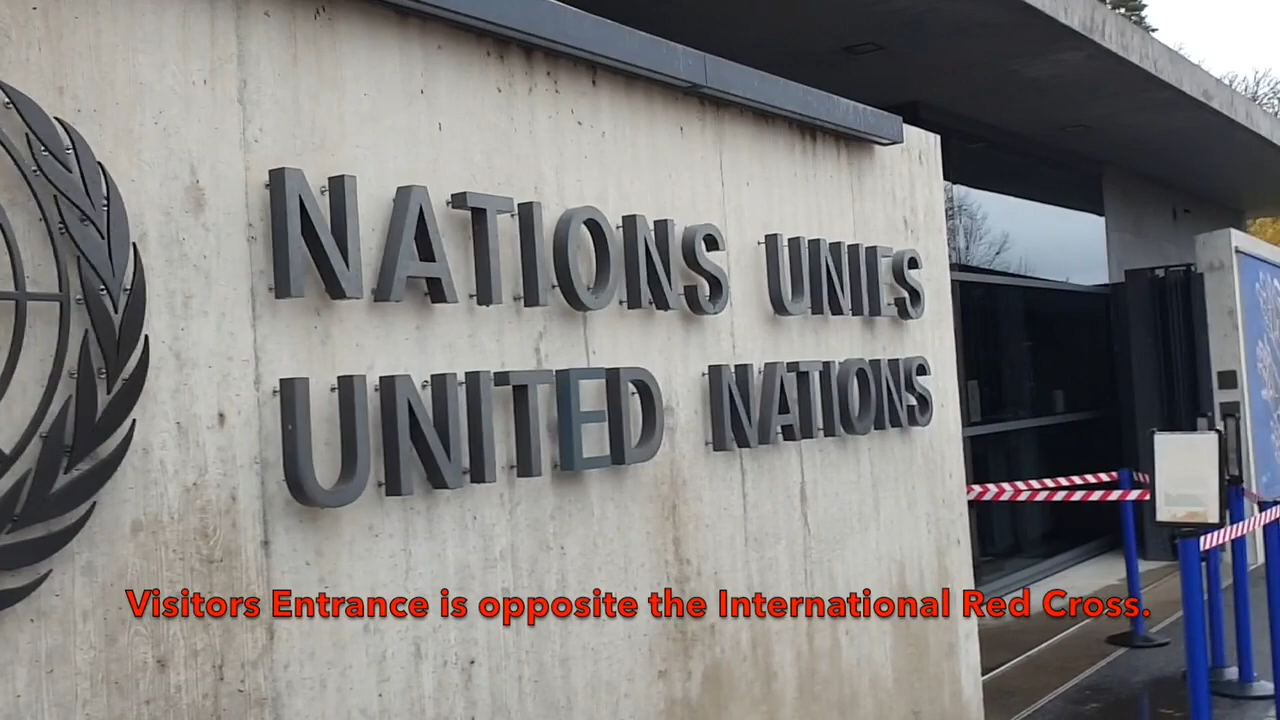 NATIONS UNIES
UNITED NATIONS
Visitors Entrance is opposite the International Red Cross.